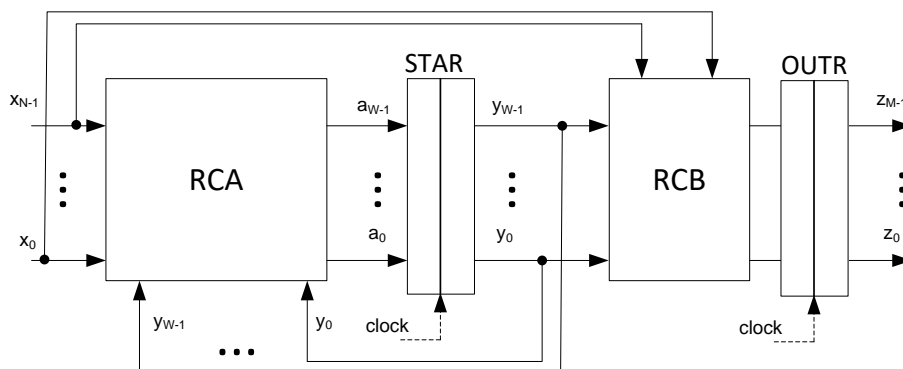 STAR
OUTR
x_{N-1}
a_{W-1}
y_{W-1}
z_{M-1}
RCA
RCB
x_0
a_0
y_0
z_0
y_{W-1}
y_0
clock
clock